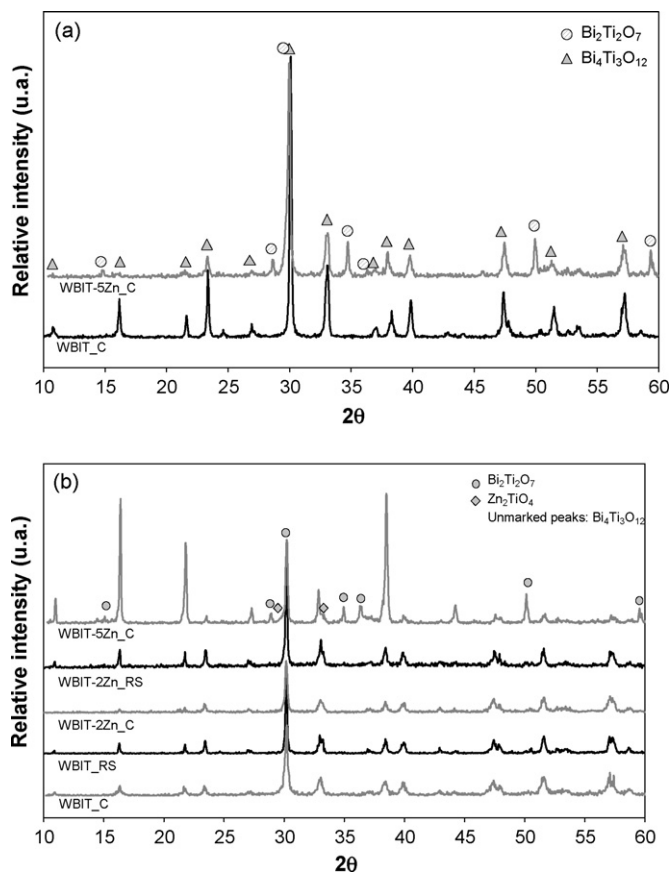 (a)
Bi₂Ti₂O₇
Bi₄Ti₃O₁₂
Relative intensity (u.a.)
WBIT-5Zn_C
WBIT_C
10 15 20 25 30 35 40 45 50 55 60
2θ
(b)
Bi₂Ti₂O₇
Zn₂TiO₄
Unmarked peaks: Bi₄Ti₃O₁₂
Relative intensity (u.a.)
WBIT-5Zn_C
WBIT-2Zn_RS
WBIT-2Zn_C
WBIT_RS
WBIT_C
10 15 20 25 30 35 40 45 50 55 60
2θ